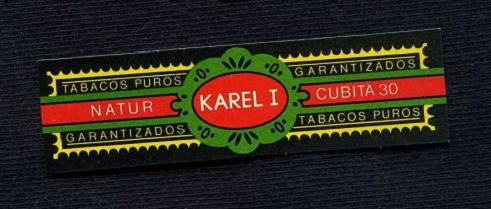 TABACOS PUROS
NATUR
GARANTIZADOS
KAREL I
GARANTIZADOS
CUBITA 30
TABACOS PUROS